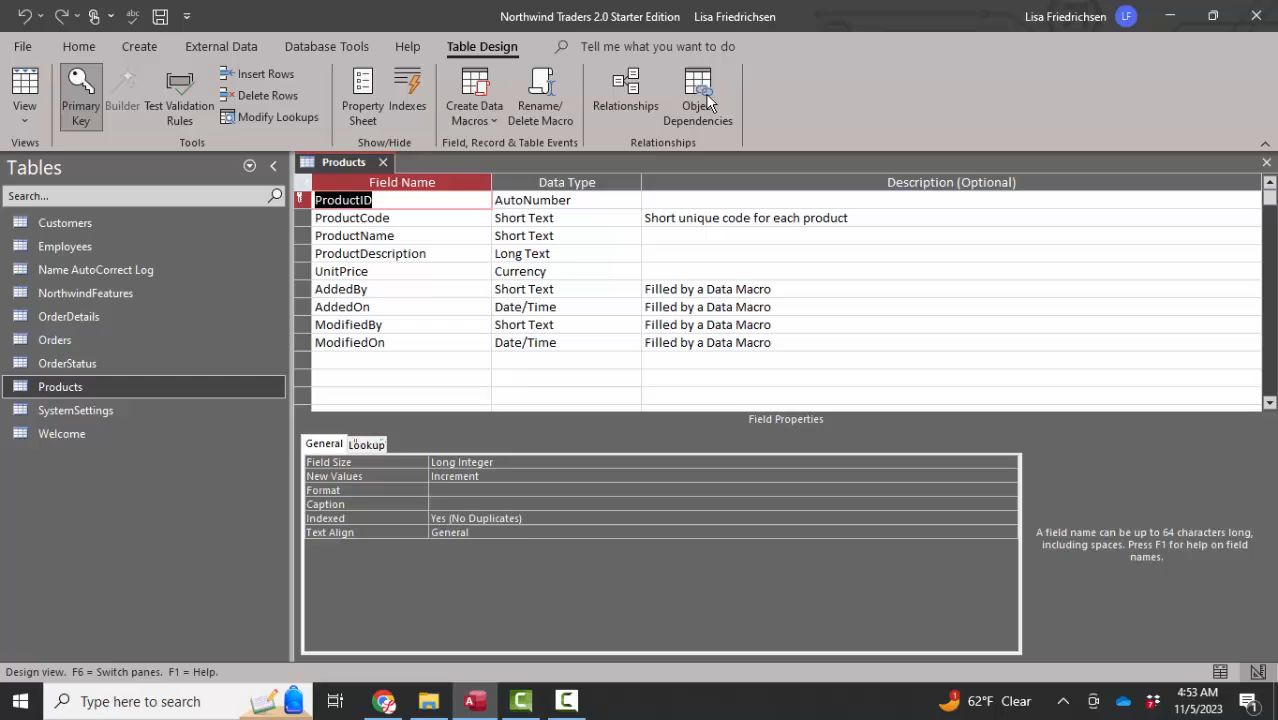 Northwind Traders 2.0 Starter Edition Lisa Friedrichsen
Lisa Friedrichsen LF
File Home Create External Data Database Tools Help Table Design Tell me what you want to do
View
Primary Key
Builder
Test Validation Rules
Insert Rows
Delete Rows
Modify Lookups
Property Sheet
Indexes
Create Data Macros
Rename/ Delete Macro
Relationships
Object Dependencies
Views Tools Show/Hide Field, Record & Table Events Relationships
Tables
Search...
Customers
Employees
Name AutoCorrect Log
NorthwindFeatures
OrderDetails
Orders
OrderStatus
Products
SystemSettings
Welcome
Products
Field Name Data Type Description (Optional)
ProductID AutoNumber
ProductCode Short Text Short unique code for each product
ProductName Short Text
ProductDescription Long Text
UnitPrice Currency
AddedBy Short Text Filled by a Data Macro
AddedOn Date/Time Filled by a Data Macro
ModifiedBy Short Text Filled by a Data Macro
ModifiedOn Date/Time Filled by a Data Macro
Field Properties
General Lookup
Field Size Long Integer
New Values Increment
Format
Caption
Indexed Yes (No Duplicates)
Text Align General
A field name can be up to 64 characters long,
including spaces. Press F1 for help on field
names.
Design view. F6 = Switch panes. F1 = Help.
Type here to search
62°F Clear
4:53 AM
11/5/2023
1